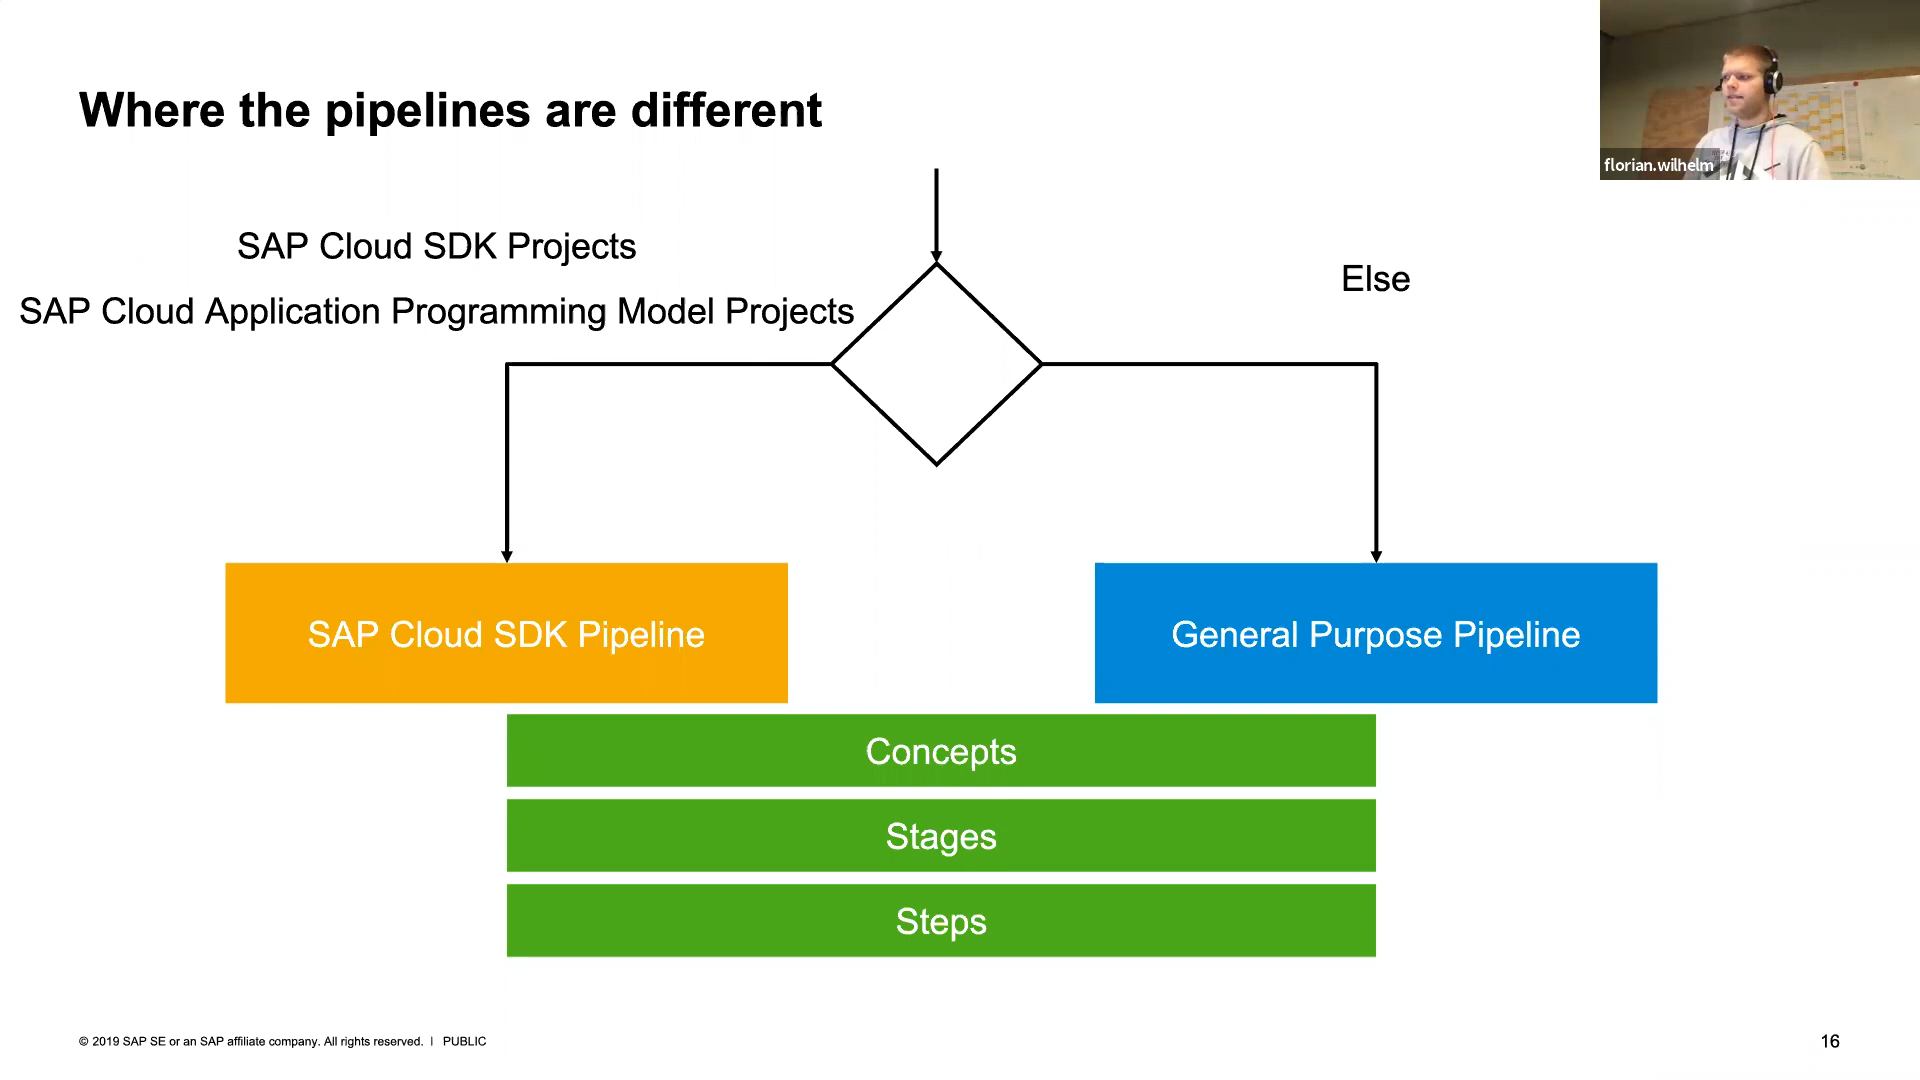 Where the pipelines are different
florian.wilhelm
SAP Cloud SDK Projects
SAP Cloud Application Programming Model Projects
Else
SAP Cloud SDK Pipeline
General Purpose Pipeline
Concepts
Stages
Steps
© 2019 SAP SE or an SAP affiliate company. All rights reserved. | PUBLIC
16